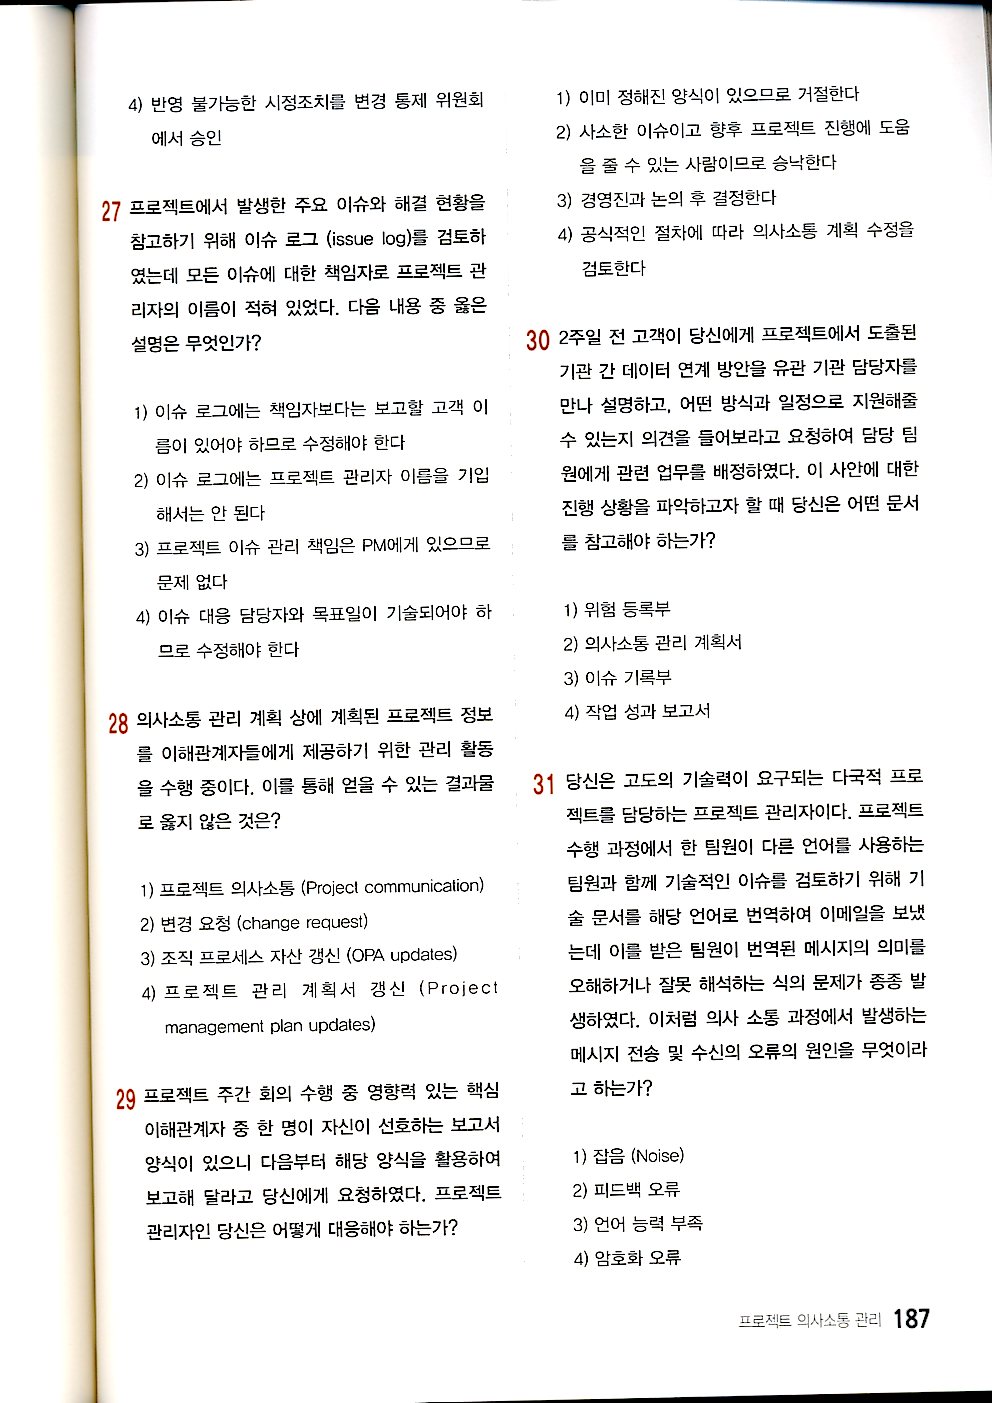 4) 반영 불가능한 시정조치를 변경 통제 위원회
에서 승인
27 프로젝트에서 발생한 주요 이슈와 해결 현황을
참고하기 위해 이슈 로그 (issue log)를 검토하
였는데 모든 이슈에 대한 책임자로 프로젝트 관
리자의 이름이 적혀 있었다. 다음 내용 중 옳은
설명은 무엇인가?
1) 이슈 로그에는 책임자보다는 보고할 고객 이
름이 있어야 하므로 수정해야 한다
2) 이슈 로그에는 프로젝트 관리자 이름을 기입
해서는 안 된다
3) 프로젝트 이슈 관리 책임은 PM에게 있으므로
문제 없다
4) 이슈 대응 담당자와 목표일이 기술되어야 하
므로 수정해야 한다
28 의사소통 관리 계획 상에 계획된 프로젝트 정보
를 이해관계자들에게 제공하기 위한 관리 활동
을 수행 중이다. 이를 통해 얻을 수 있는 결과물
로 옳지 않은 것은?
1) 프로젝트 의사소통 (Project communication)
2) 변경 요청 (change request)
3) 조직 프로세스 자산 갱신 (OPA updates)
4) 프로젝트 관리 계획서 갱신 (Project
management plan updates)
29 프로젝트 주간 회의 수행 중 영향력 있는 핵심
이해관계자 중 한 명이 자신이 선호하는 보고서
양식이 있으니 다음부터 해당 양식을 활용하여
보고해 달라고 당신에게 요청하였다. 프로젝트
관리자인 당신은 어떻게 대응해야 하는가?
1) 이미 정해진 양식이 있으므로 거절한다
2) 사소한 이슈이고 향후 프로젝트 진행에 도움
을 줄 수 있는 사람이므로 승낙한다
3) 경영진과 논의 후 결정한다
4) 공식적인 절차에 따라 의사소통 계획 수정을
검토한다
30 2주일 전 고객이 당신에게 프로젝트에서 도출된
기관 간 데이터 연계 방안을 유관 기관 담당자를
만나 설명하고, 어떤 방식과 일정으로 지원해줄
수 있는지 의견을 들어보라고 요청하여 담당 팀
원에게 관련 업무를 배정하였다. 이 사안에 대한
진행 상황을 파악하고자 할 때 당신은 어떤 문서
를 참고해야 하는가?
1) 위험 등록부
2) 의사소통 관리 계획서
3) 이슈 기록부
4) 작업 성과 보고서
31 당신은 고도의 기술력이 요구되는 다국적 프로
젝트를 담당하는 프로젝트 관리자이다. 프로젝트
수행 과정에서 한 팀원이 다른 언어를 사용하는
팀원과 함께 기술적인 이슈를 검토하기 위해 기
술 문서를 해당 언어로 번역하여 이메일을 보냈
는데 이를 받은 팀원이 번역된 메시지의 의미를
오해하거나 잘못 해석하는 식의 문제가 종종 발
생하였다. 이처럼 의사 소통 과정에서 발생하는
메시지 전송 및 수신의 오류의 원인을 무엇이라
고 하는가?
1) 잡음 (Noise)
2) 피드백 오류
3) 언어 능력 부족
4) 암호화 오류
프로젝트 의사소통 관리 187